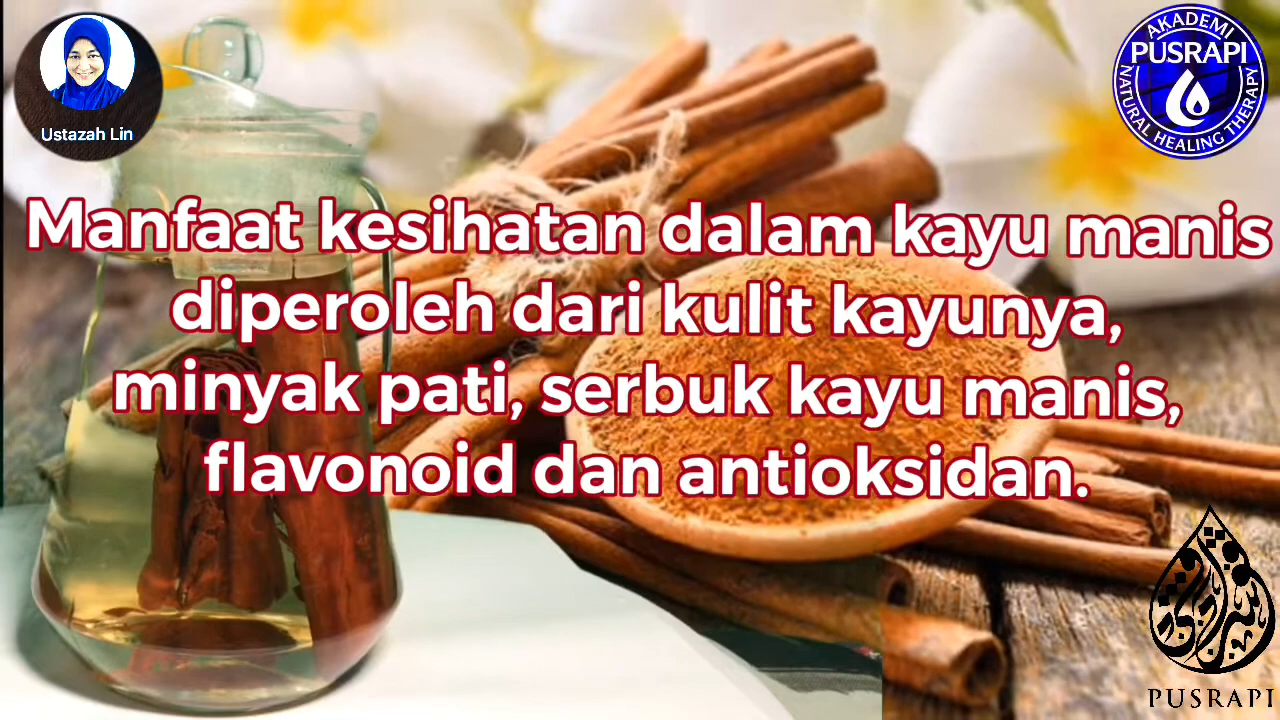 Ustazah Lin
AKADEMI
PUSRAPI
NATURAL HEALING THERAPY
Manfaat kesihatan dalam kayu manis
diperoleh dari kulit kayunya,
minyak pati, serbuk kayu manis,
flavonoid dan antioksidan.
PUSRAPI